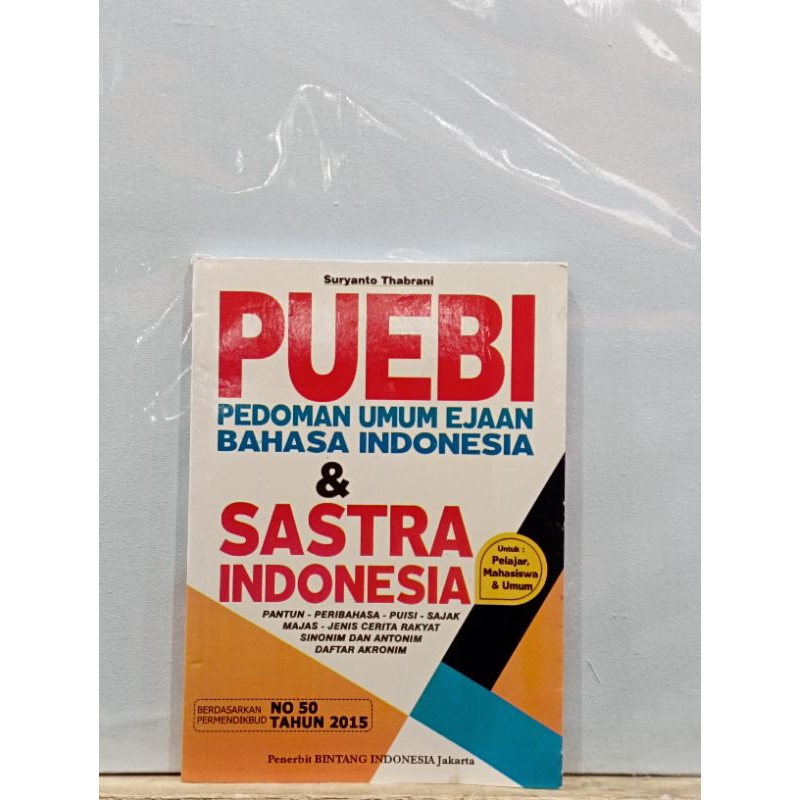 Suryanto Thabrani
PUEBI
PEDOMAN UMUM EJAAN
BAHASA INDONESIA
&
SASTRA
INDONESIA
Untuk :
Pelajar,
Mahasiswa
& Umum
PANTUN - PERIBAHASA - PUISI - SAJAK
MAJAS - JENIS CERITA RAKYAT
SINONIM DAN ANTONIM
DAFTAR AKRONIM
BERDASARKAN NO 50
PERMENDIKBUD TAHUN 2015
Penerbit BINTANG INDONESIA Jakarta